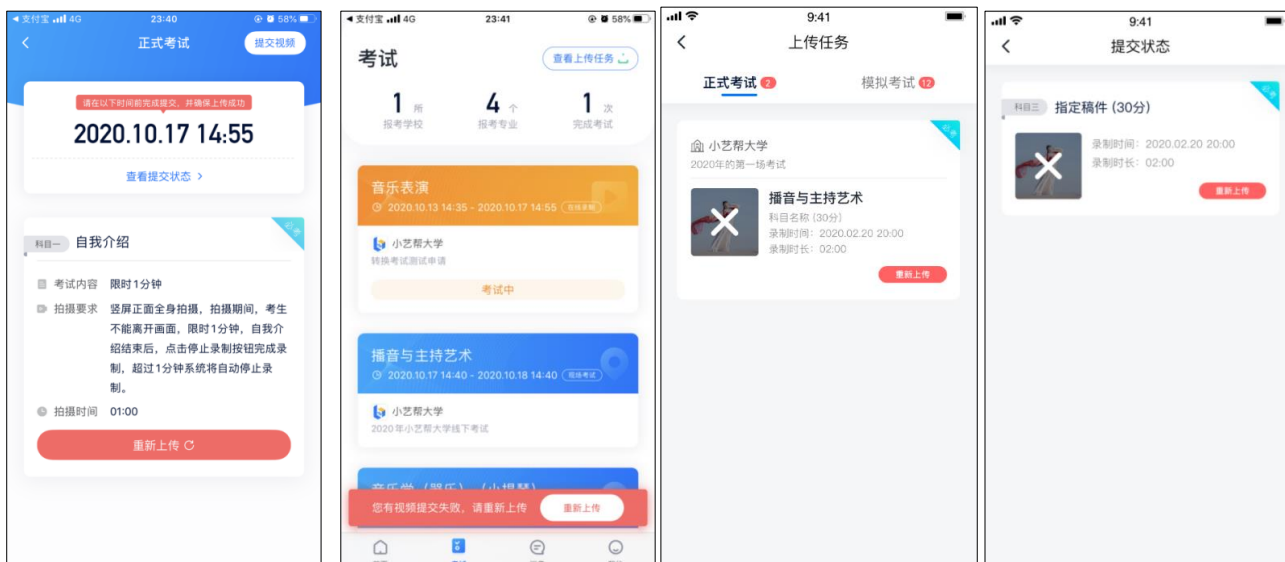 支付宝 4G
23:40
58%
正式考试
提交视频
请在以下时间前完成提交，并确保上传成功
2020.10.17 14:55
查看提交状态 >
必考
科目一 自我介绍
考试内容 限时1分钟
拍摄要求 竖屏正面全身拍摄，拍摄期间，考生
不能离开画面，限时1分钟，自我介
绍结束后，点击停止录制按钮完成录
制，超过1分钟系统将自动停止录
制。
拍摄时间 01:00
重新上传
支付宝 4G
23:41
58%
考试
查看上传任务
1 所
4 个
1 次
报考学校
报考专业
完成考试
音乐表演
2020.10.13 14:35 - 2020.10.17 14:55
小艺帮大学
转换考试测试申请
考试中
播音与主持艺术
2020.10.17 14:40 - 2020.10.18 14:40 现场考试
小艺帮大学
2020年小艺帮大学线下考试
您有视频提交失败，请重新上传
重新上传
9:41
上传任务
正式考试 2
模拟考试 12
必考
小艺帮大学
2020年的第一场考试
播音与主持艺术
科目名称 (30分)
录制时间：2020.02.20 20:00
录制时长：02:00
重新上传
9:41
提交状态
必考
科目三 指定稿件 (30分)
录制时间：2020.02.20 20:00
录制时长：02:00
重新上传